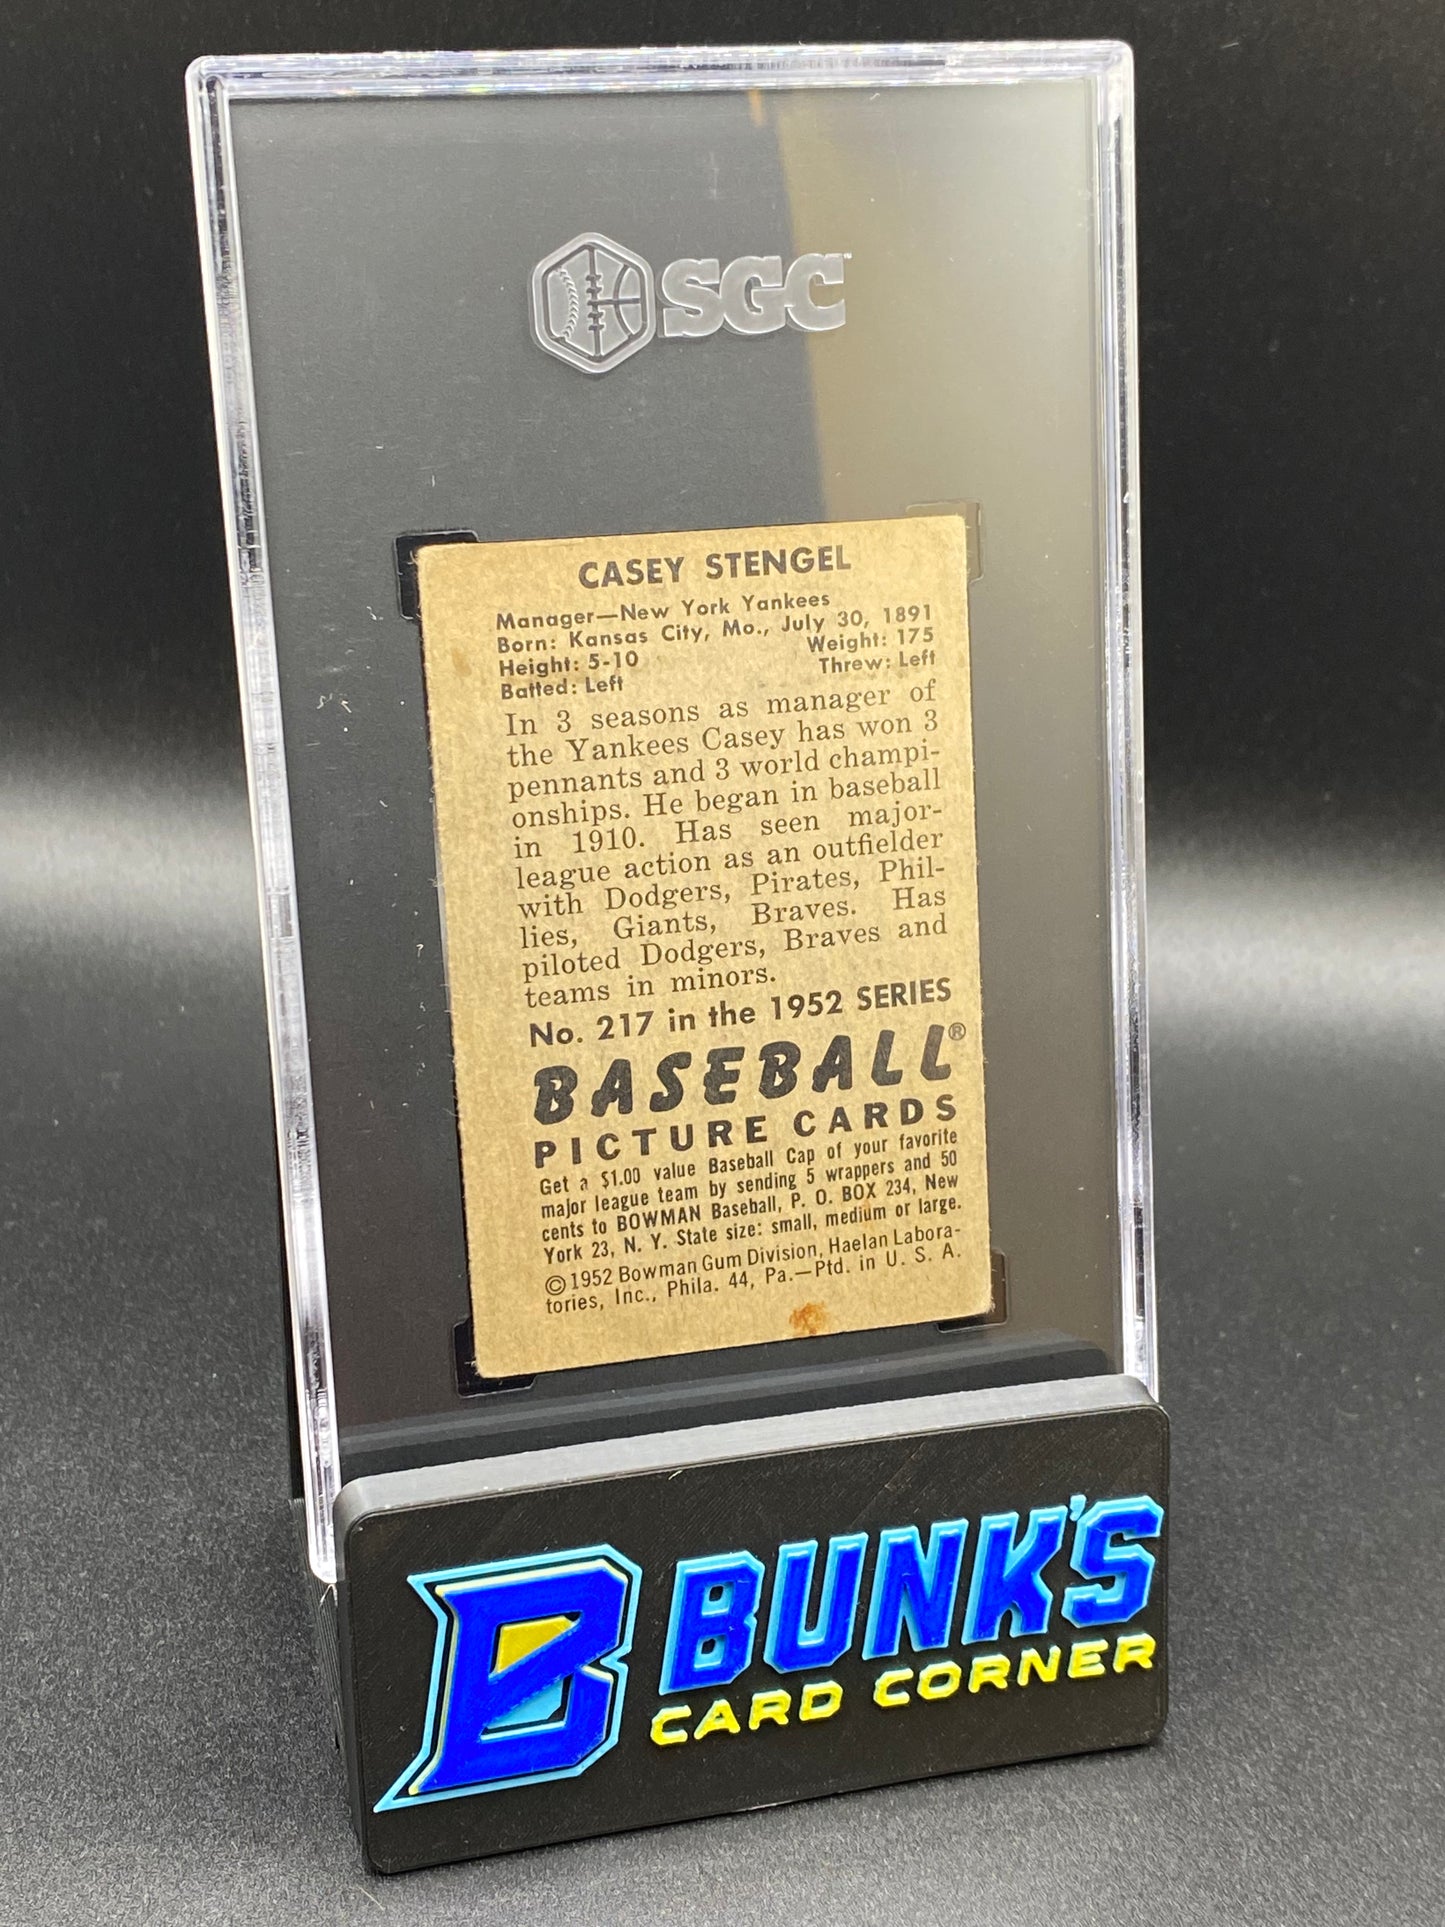 SGC
CASEY STENGEL
Manager—New York Yankees
Born: Kansas City, Mo., July 30, 1891
Height: 5-10 Weight: 175
Batted: Left Threw: Left
In 3 seasons as manager of
the Yankees Casey has won 3
pennants and 3 world champi-
onships. He began in baseball
in 1910. Has seen major-
league action as an outfielder
with Dodgers, Pirates, Phil-
lies, Giants, Braves. Has
piloted Dodgers, Braves and
teams in minors.
No. 217 in the 1952 SERIES
BASEBALL®
PICTURE CARDS
Get a $1.00 value Baseball Cap of your favorite
major league team by sending 5 wrappers and 50
cents to BOWMAN Baseball, P. O. BOX 234, New
York 23, N. Y. State size: small, medium or large.
©1952 Bowman Gum Division, Haelan Labora-
tories, Inc., Phila. 44, Pa.—Ptd. in U. S. A.
B BUNK'S
CARD CORNER